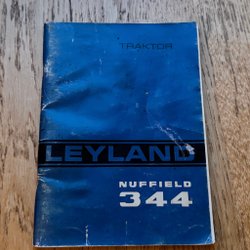 TRAKTOR
LEYLAND
NUFFIELD
344